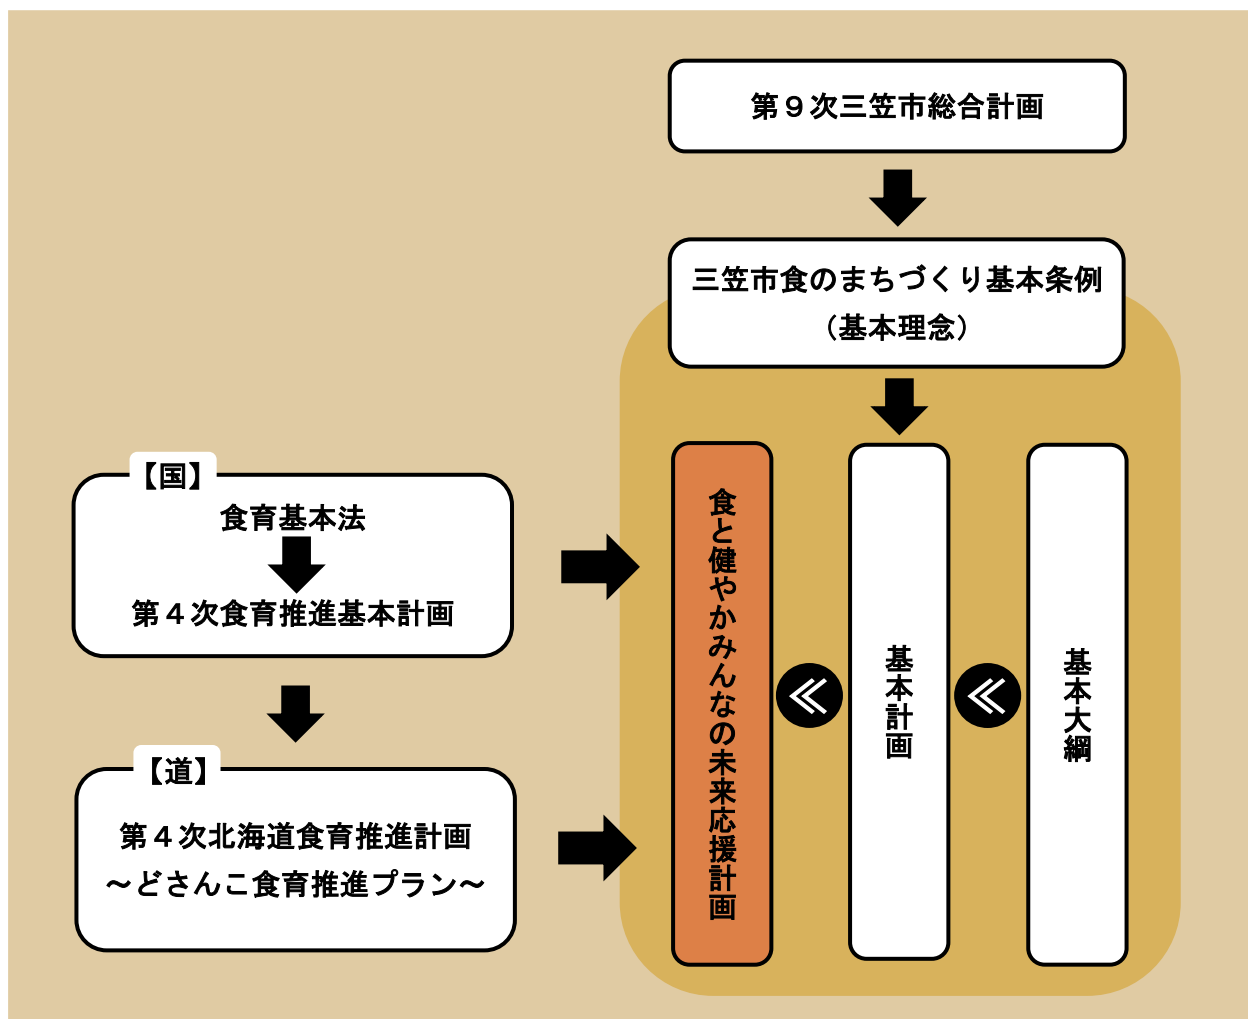 第９次三笠市総合計画
三笠市食のまちづくり基本条例
（基本理念）
【国】
食育基本法
第４次食育推進基本計画
【道】
第４次北海道食育推進計画
～どさんこ食育推進プラン～
食と健やかみんなの未来応援計画
基本計画
基本大綱